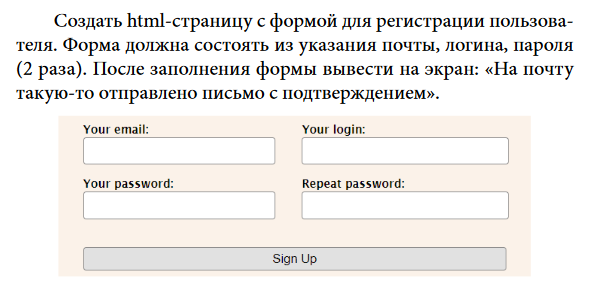 Создать html-страницу с формой для регистрации пользова-
теля. Форма должна состоять из указания почты, логина, пароля
(2 раза). После заполнения формы вывести на экран: «На почту
такую-то отправлено письмо с подтверждением».
Your email: Your login:
Your password: Repeat password:
Sign Up